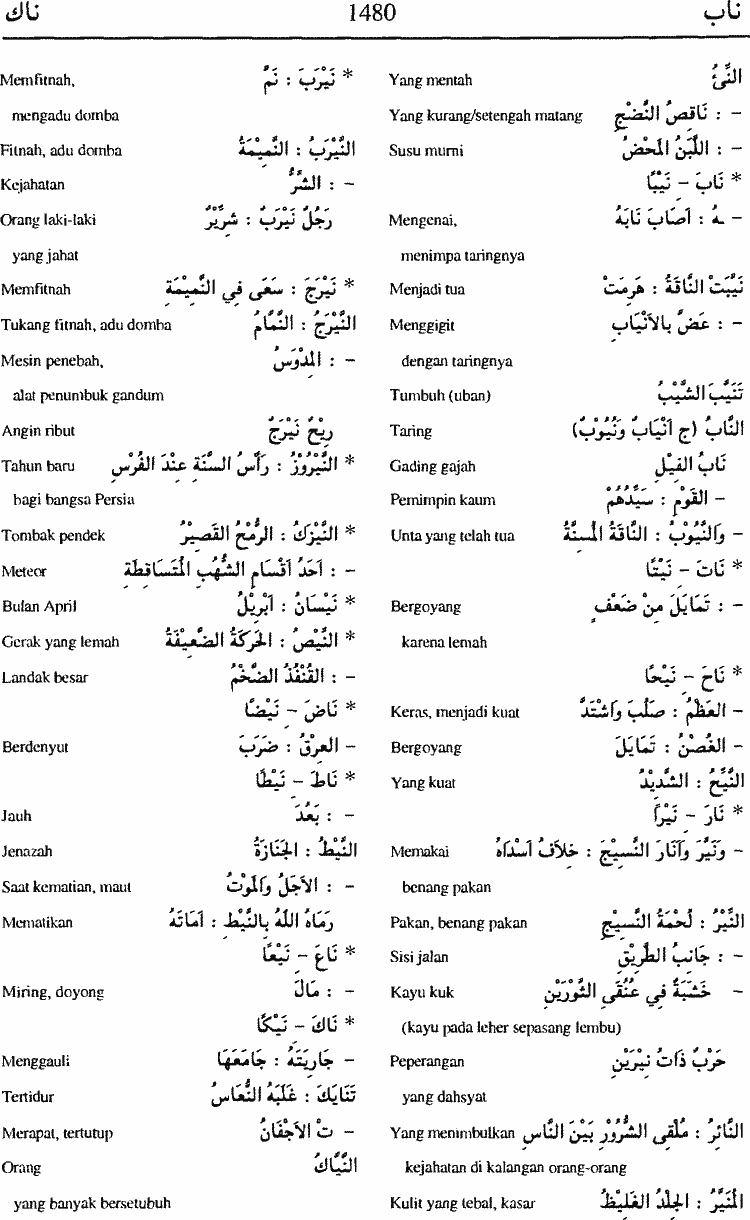 ناب 1480 ناك
النِّئُ Yang mentah
– : نَاقِصُ النُّضْجِ Yang kurang/setengah matang
– : اللَّبَنُ المَحْضُ Susu murni
* نَابَ – نَيْبًا
– ـهُ : أَصَابَ نَابَهُ Mengenai,
menimpa taringnya
نَيَّبَتْ النَّاقَةُ : هَرِمَتْ Menjadi tua
– : عَضَّ بِالأَنْيَابِ Menggigit
dengan taringnya
تَنَيَّبَ الشَّيْبُ Tumbuh (uban)
النَّابُ (ج اَنْيَابٌ وَنُيُوْبٌ) Taring
نَابُ الفِيْلِ Gading gajah
– القَوْمِ : سَيِّدُهُمْ Pemimpin kaum
– وَالنُّيُوْبُ : النَّاقَةُ المُسِنَّةُ Unta yang telah tua
* نَاتَ – نَيْتًا
– : تَمَايَلَ مِنْ ضَعْفٍ Bergoyang
karena lemah
* نَاحَ – نَيْحًا
– العَظْمُ : صَلُبَ وَاشْتَدَّ Keras, menjadi kuat
– الغُصْنُ : تَمَايَلَ Bergoyang
النَّيِّحُ : الشَّدِيْدُ Yang kuat
* نَارَ – نَيْرًا
– وَنَيَّرَ وَاَنَارَ النَّسِيْجَ : خِلاَفُ اَسْدَاهُ Memakai
benang pakan
النِّيْرُ : لُحْمَةُ النَّسِيْجِ Pakan, benang pakan
– : جَانِبُ الطَّرِيْقِ Sisi jalan
– خَشَبَةٌ فِي عُنُقَى الثَّوْرَيْنِ Kayu kuk
(kayu pada leher sepasang lembu)
حَرْبٌ ذَاتُ نِيْرَيْنِ Peperangan
yang dahsyat
النَّائِرُ : مُلْقِى الشُّرُوْرِ بَيْنَ النَّاسِ Yang menimbulkan
kejahatan di kalangan orang-orang
المُنَيَّرُ : الجِلْدُ الغَلِيْظُ Kulit yang tebal, kasar
* نَيْرَبَ : نَمَّ Memfitnah,
mengadu domba
النَّيْرَبُ : النَّمِيْمَةُ Fitnah, adu domba
– : الشَّرُّ Kejahatan
رَجُلٌ نَيْرَبٌ : شِرِّيْرٌ Orang laki-laki
yang jahat
* نَيْرَجَ : سَعَى فِي النَّمِيْمَةِ Memfitnah
النَّيْرَجُ : النَّمَّامُ Tukang fitnah, adu domba
– : المِدْوَسُ Mesin penebah,
alat penumbuk gandum
رِيْحٌ نَيْرَجٌ Angin ribut
* النَّيْرُوْزُ : رَأْسُ السَّنَةِ عِنْدَ الفُرْسِ Tahun baru
bagi bangsa Persia
* النَّيْزَكُ : الرُّمْحُ القَصِيْرُ Tombak pendek
– : اَحَدُ اَقْسَامِ الشُّهُبِ المُتَسَاقِطَةِ Meteor
* نَيْسَانُ : اَبْرِيْلُ Bulan April
* النَّيْصُ : الحَرَكَةُ الضَّعِيْفَةُ Gerak yang lemah
– : القُنْفُذُ الضَّخْمُ Landak besar
* نَاضَ – نَيْضًا
– العِرْقُ : ضَرَبَ Berdenyut
* نَاطَ – نَيْطًا
– : بَعُدَ Jauh
النَّيْطُ : الجَنَازَةُ Jenazah
– : الاَجَلُ وَالمَوْتُ Saat kematian, maut
رَمَاهُ اللهُ بِالنَّيْطِ : اَمَاتَهُ Mematikan
* نَاعَ – نَيْعًا
– : مَالَ Miring, doyong
* نَاكَ – نَيْكًا
– جَارِيَتَهُ : جَامَعَهَا Menggauli
تَنَايَكَ : غَلَبَهُ النُّعَاسُ Tertidur
– تْ الاَجْفَانُ Merapat, tertutup
النَّيَّاكُ Orang
yang banyak bersetubuh